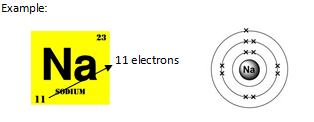 Example:
23
Na
11 electrons
SODIUM
11
Na